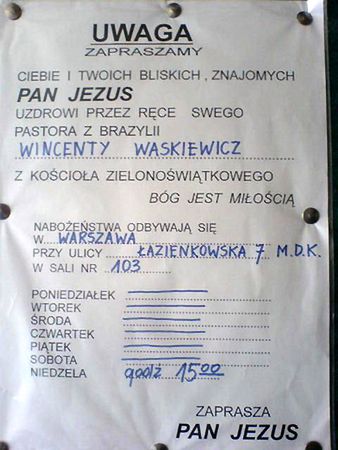 UWAGA
ZAPRASZAMY
CIEBIE I TWOICH BLISKICH, ZNAJOMYCH
PAN JEZUS
UZDROWI PRZEZ RĘCE SWEGO
PASTORA Z BRAZYLII
WINCENTY WASKIEWICZ
Z KOŚCIOŁA ZIELONOŚWIĄTKOWEGO
BÓG JEST MIŁOŚCIĄ
NABOŻEŃSTWA ODBYWAJĄ SIĘ
W WARSZAWA
PRZY ULICY ŁAZIENKOWSKA 7 M.D.K.
W SALI NR 103
PONIEDZIAŁEK
WTOREK
ŚRODA
CZWARTEK
PIĄTEK
SOBOTA
NIEDZELA godź 15 00
ZAPRASZA
PAN JEZUS